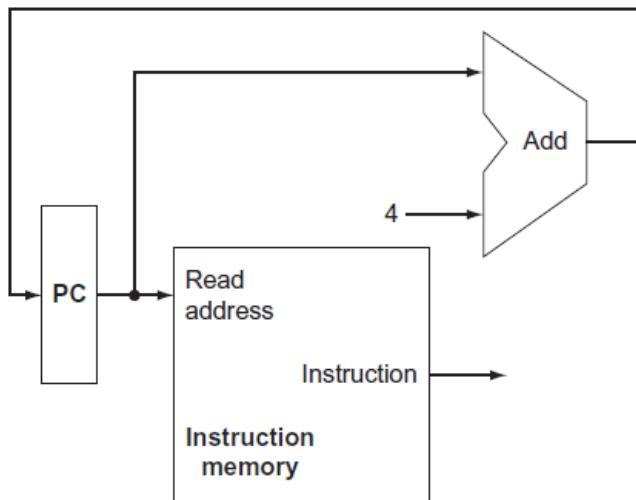 Add
4
PC
Read
address
Instruction
Instruction
memory